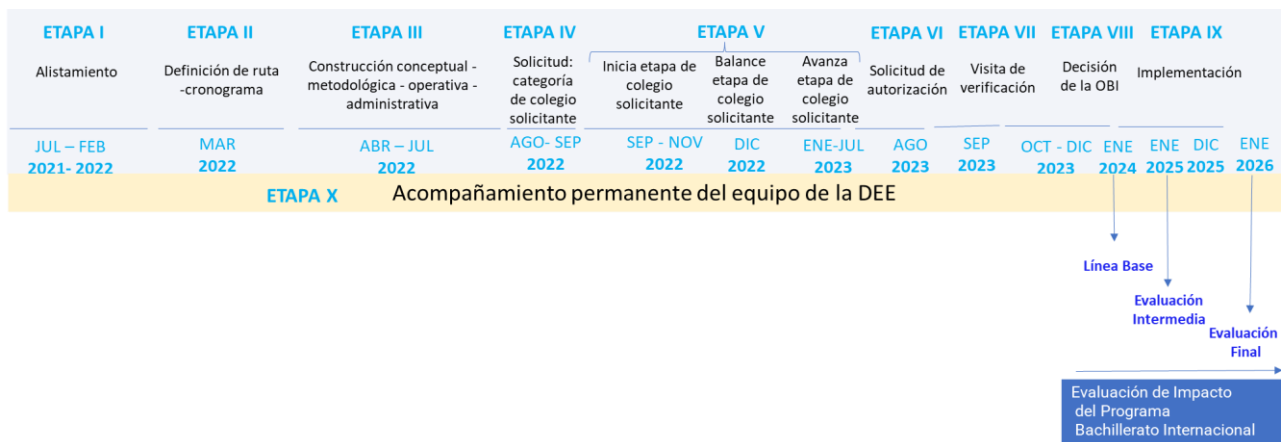 ETAPA I
Alistamiento
JUL – FEB
2021- 2022
ETAPA II
Definición de ruta
-cronograma
MAR
2022
ETAPA III
Construcción conceptual -
metodológica - operativa -
administrativa
ABR – JUL
2022
ETAPA IV
Solicitud:
categoría
de colegio
solicitante
AGO- SEP
2022
ETAPA V
Inicia etapa de
colegio
solicitante
SEP - NOV
2022
Balance
etapa de
colegio
solicitante
DIC
2022
Avanza
etapa de
colegio
solicitante
ENE-JUL
2023
ETAPA VI
Solicitud de
autorización
AGO
2023
ETAPA VII
Visita de
verificación
SEP
2023
ETAPA VIII
Decisión
de la OBI
OCT - DIC
2023
ENE
2024
ETAPA IX
Implementación
ENE
2025
DIC
2025
ENE
2026
ETAPA X
Acompañamiento permanente del equipo de la DEE
Línea Base
Evaluación
Intermedia
Evaluación
Final
Evaluación de Impacto
del Programa
Bachillerato Internacional